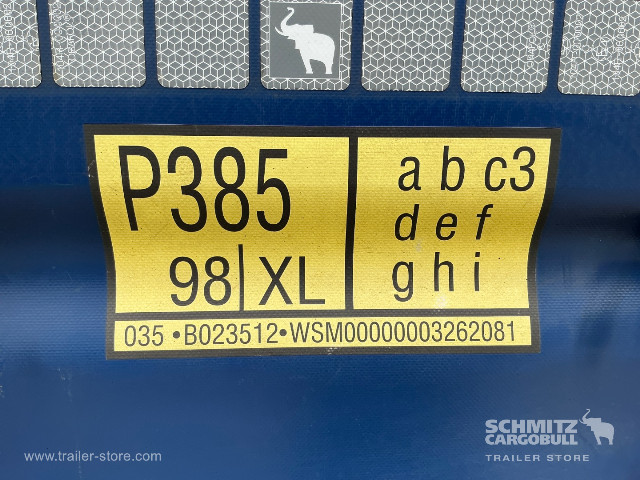 P385
98 XL
a b c3
d e f
g h i
035 •B023512•WSM00000003262081
SCHMITZ
CARGOBULL
TRAILER STORE
www.trailer-store.com